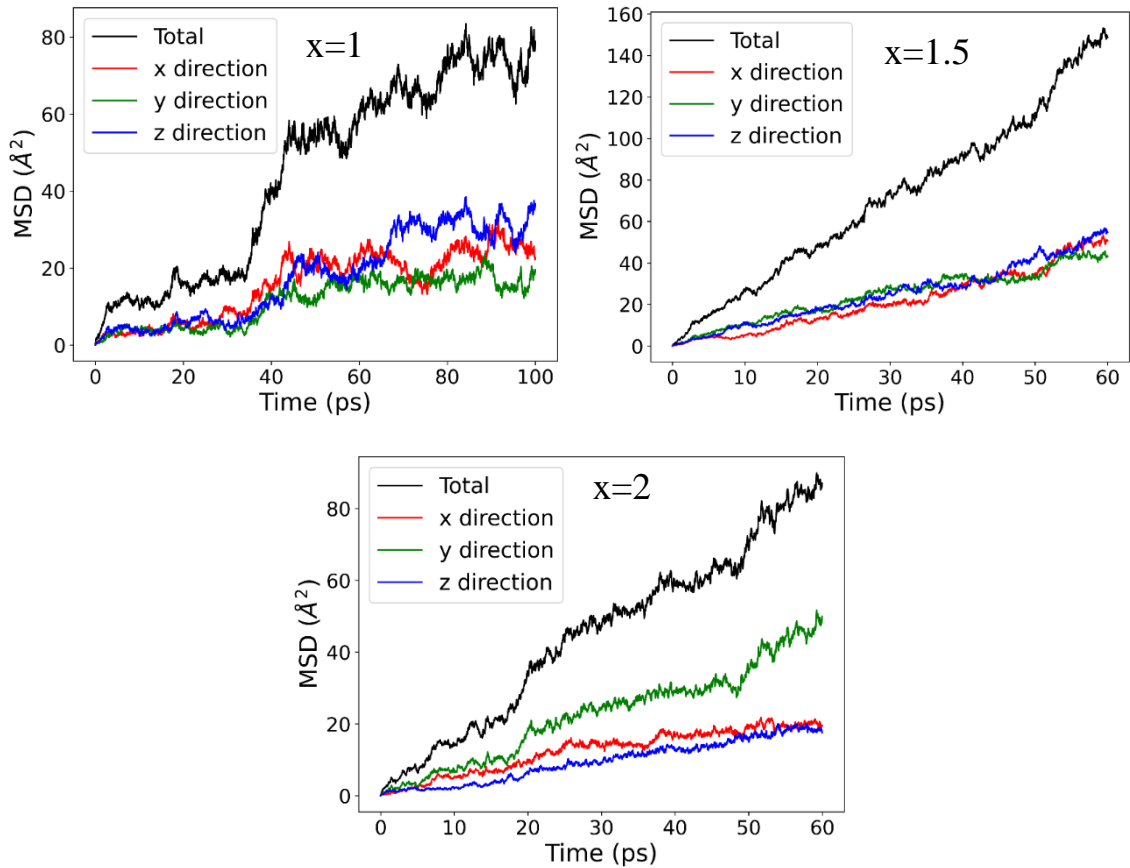 x=1
Total
x direction
y direction
z direction
MSD (Å²)
80
60
40
20
0
0 20 40 60 80 100
Time (ps)
x=1.5
Total
x direction
y direction
z direction
MSD (Å²)
160
140
120
100
80
60
40
20
0
0 10 20 30 40 50 60
Time (ps)
x=2
Total
x direction
y direction
z direction
MSD (Å²)
80
60
40
20
0
0 10 20 30 40 50 60
Time (ps)